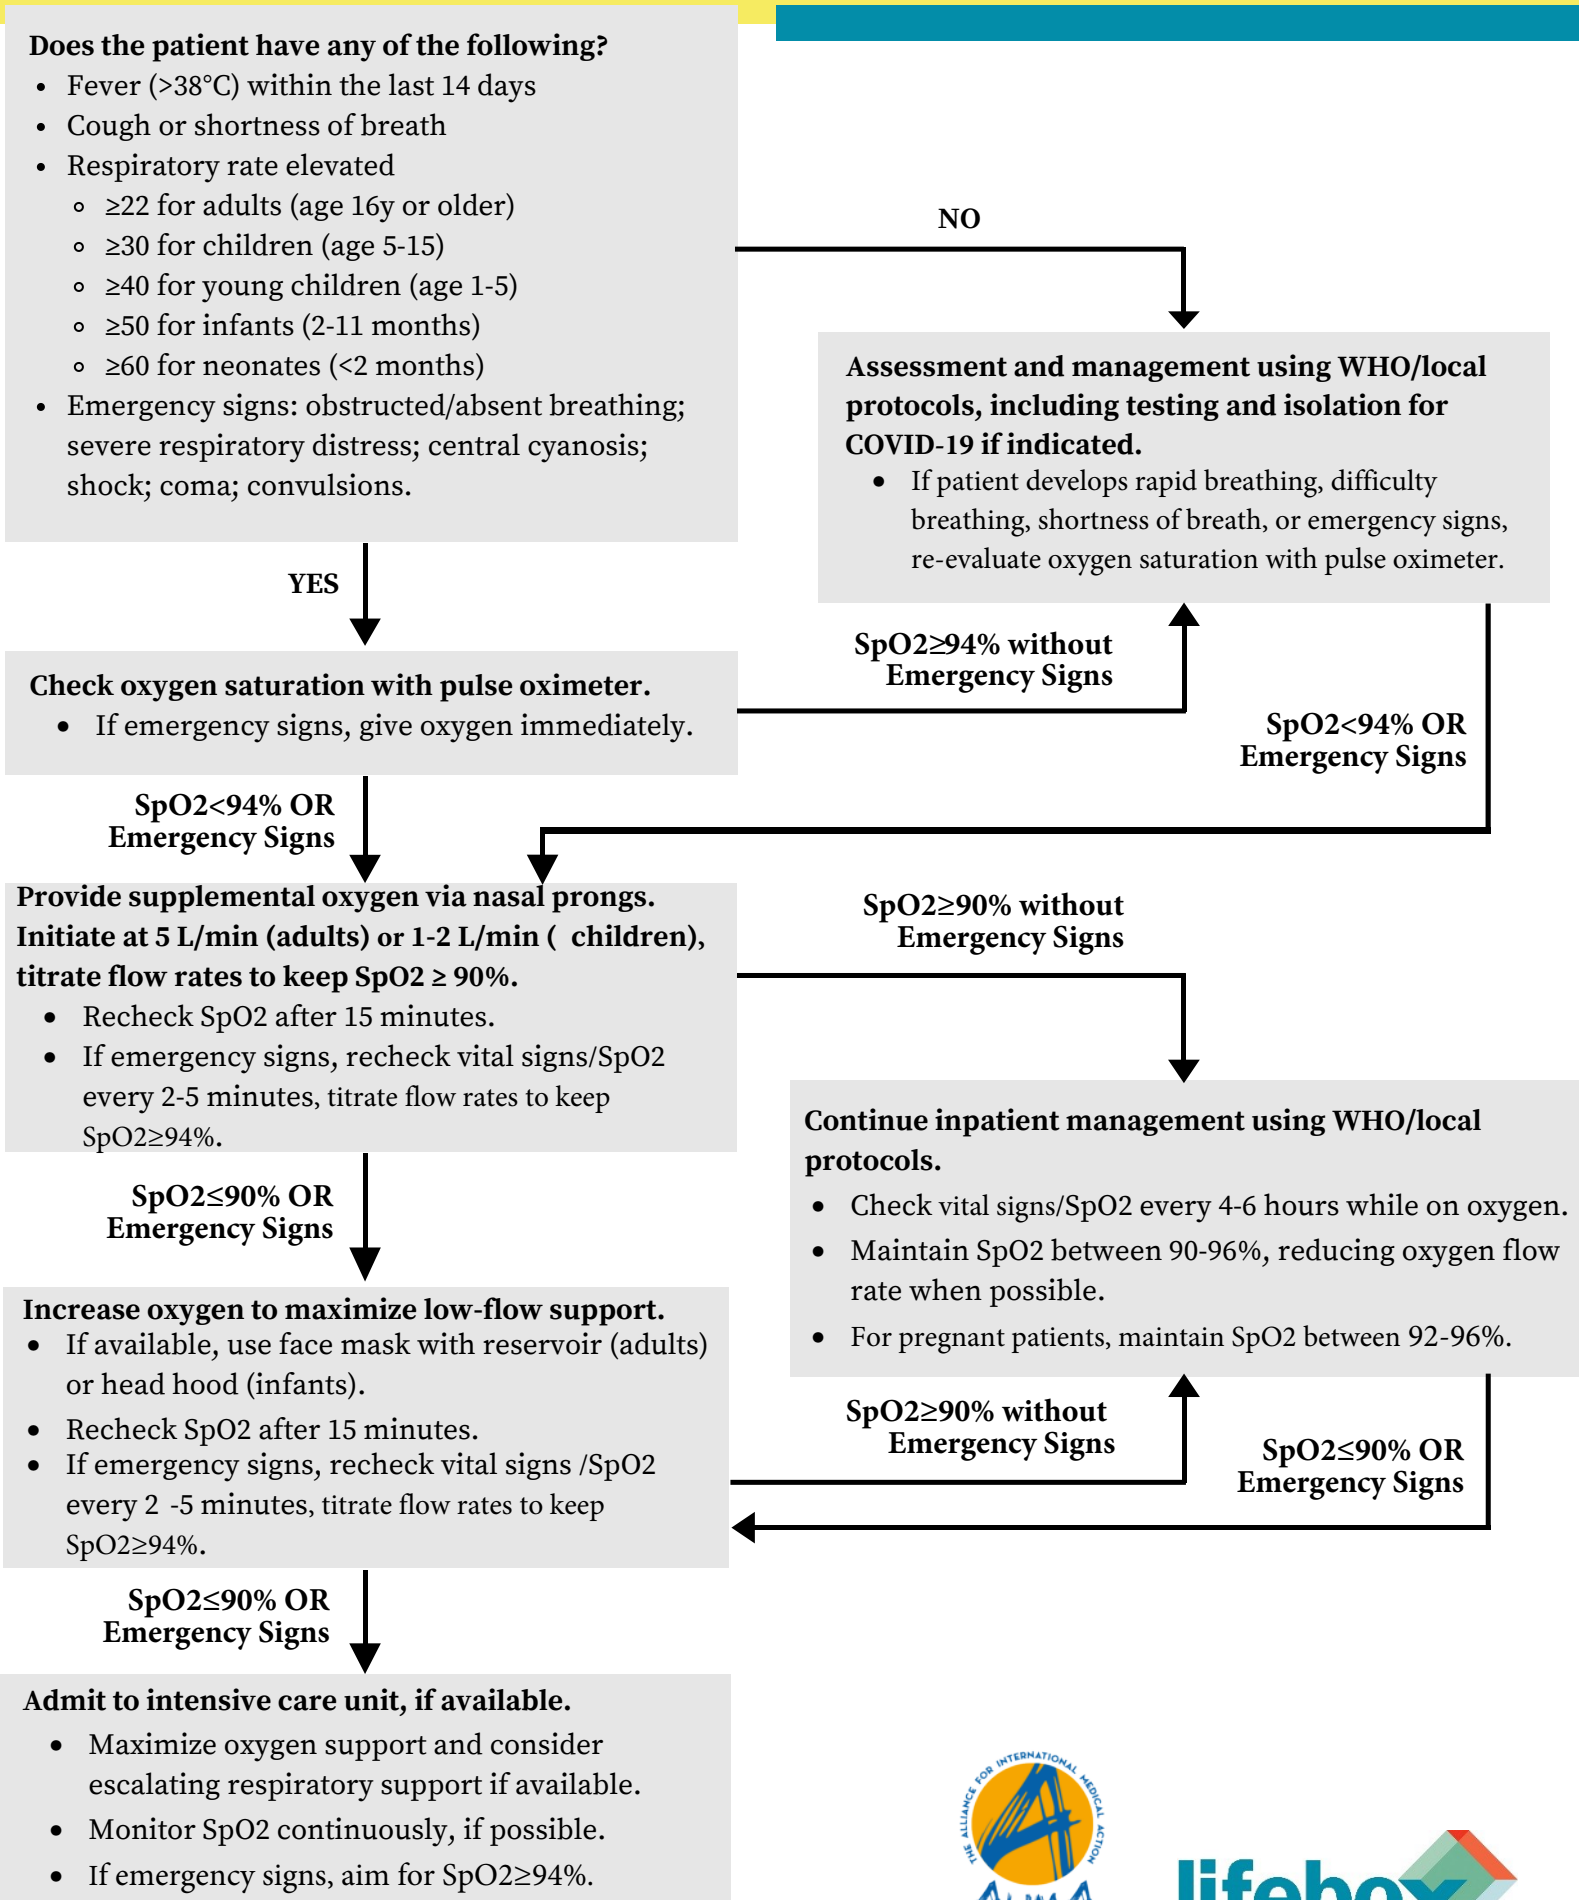 Does the patient have any of the following?
• Fever (>38°C) within the last 14 days
• Cough or shortness of breath
• Respiratory rate elevated
◦ ≥22 for adults (age 16y or older)
◦ ≥30 for children (age 5-15)
◦ ≥40 for young children (age 1-5)
◦ ≥50 for infants (2-11 months)
◦ ≥60 for neonates (<2 months)
• Emergency signs: obstructed/absent breathing;
severe respiratory distress; central cyanosis;
shock; coma; convulsions.
NO
Assessment and management using WHO/local
protocols, including testing and isolation for
COVID-19 if indicated.
• If patient develops rapid breathing, difficulty
breathing, shortness of breath, or emergency signs,
re-evaluate oxygen saturation with pulse oximeter.
YES
SpO2≥94% without
Emergency Signs
Check oxygen saturation with pulse oximeter.
• If emergency signs, give oxygen immediately.
SpO2<94% OR
Emergency Signs
SpO2<94% OR
Emergency Signs
Provide supplemental oxygen via nasal prongs.
Initiate at 5 L/min (adults) or 1-2 L/min ( children),
titrate flow rates to keep SpO2 ≥ 90%.
• Recheck SpO2 after 15 minutes.
• If emergency signs, recheck vital signs/SpO2
every 2-5 minutes, titrate flow rates to keep
SpO2≥94%.
SpO2≥90% without
Emergency Signs
Continue inpatient management using WHO/local
protocols.
• Check vital signs/SpO2 every 4-6 hours while on oxygen.
• Maintain SpO2 between 90-96%, reducing oxygen flow
rate when possible.
• For pregnant patients, maintain SpO2 between 92-96%.
SpO2≤90% OR
Emergency Signs
Increase oxygen to maximize low-flow support.
• If available, use face mask with reservoir (adults)
or head hood (infants).
• Recheck SpO2 after 15 minutes.
• If emergency signs, recheck vital signs /SpO2
every 2 -5 minutes, titrate flow rates to keep
SpO2≥94%.
SpO2≥90% without
Emergency Signs
SpO2≤90% OR
Emergency Signs
SpO2≤90% OR
Emergency Signs
Admit to intensive care unit, if available.
• Maximize oxygen support and consider
escalating respiratory support if available.
• Monitor SpO2 continuously, if possible.
• If emergency signs, aim for SpO2≥94%.
THE ALLIANCE FOR INTERNATIONAL MEDICAL ACTION
lifebox